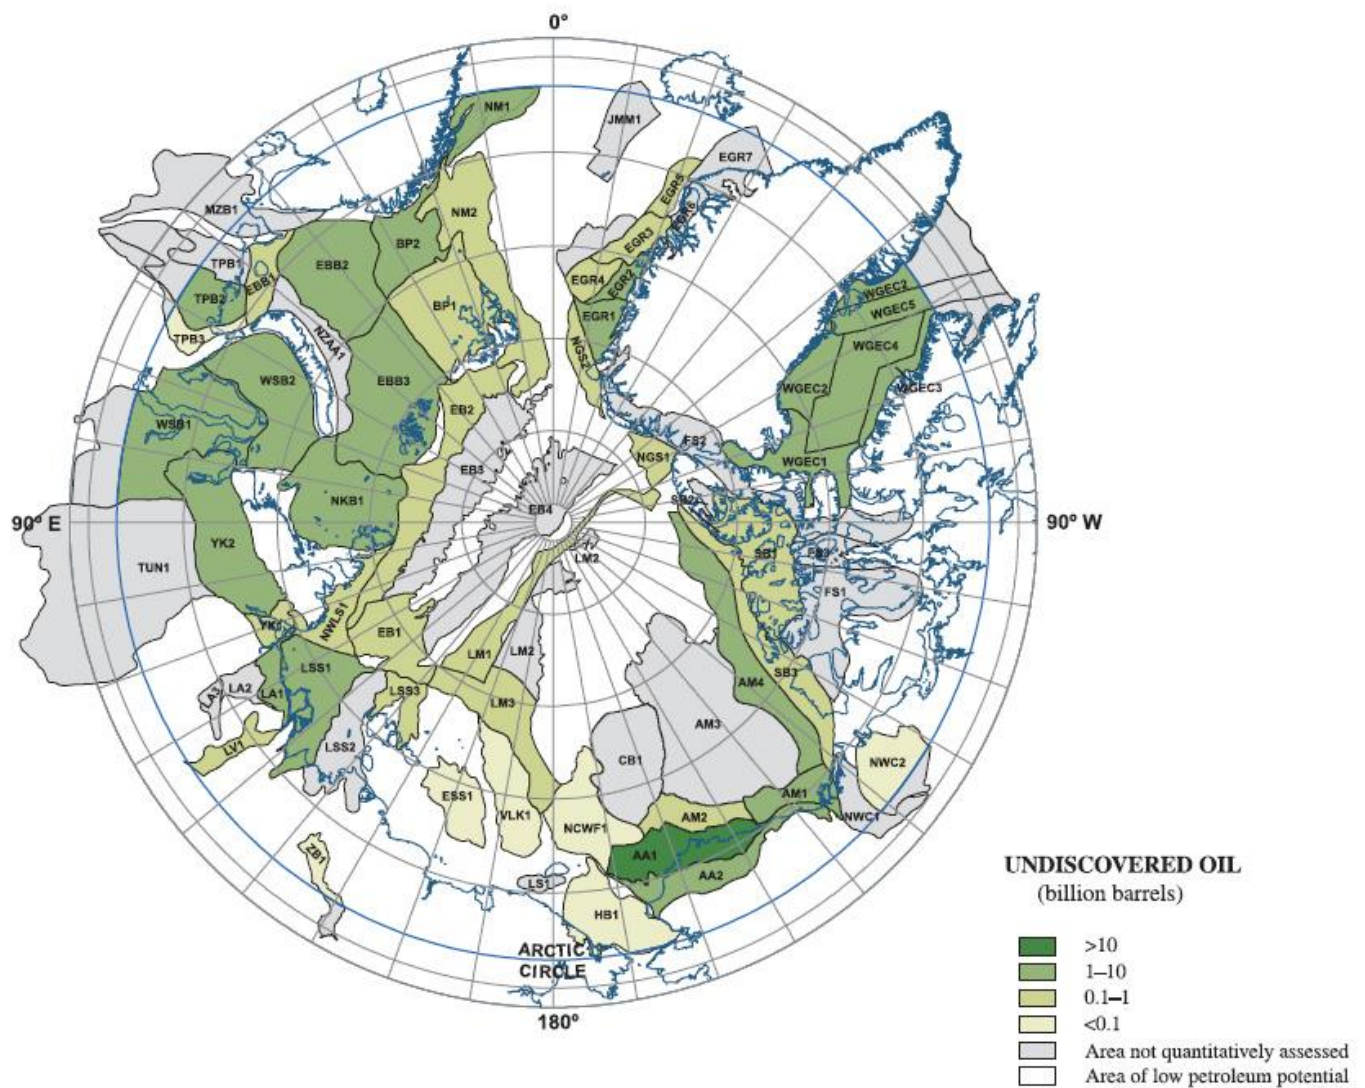 0°
NM1
JMM1
EGR7
EGR5
MZB1
NM2
EGR6
BP2
EGR3
TPB1
EBB2
EGR4
EGR2
EBB1
WGEC2
TPB2
BP1
WGEC5
EGR1
TPB3
NZAA1
NGS2
WGEC4
WSB2
EBB3
WGEC2
WGEC3
EB2
WSB1
FS2
NGS1
WGEC1
EB3
NKB1
EB4
90° E
90° W
YK2
SB1
LM2
TUN1
FS1
NWLS1
EB1
LM1
LM2
LSS1
SB3
AM4
LA3
LA2
LA1
LSS3
LM3
AM3
LV1
LSS2
CB1
NWC2
ESS1
AM1
VLK1
NCWF1
AM2
NWC1
ZB1
AA1
AA2
LS1
HB1
ARCTIC
CIRCLE
180°
UNDISCOVERED OIL
(billion barrels)
>10
1–10
0.1–1
<0.1
Area not quantitatively assessed
Area of low petroleum potential